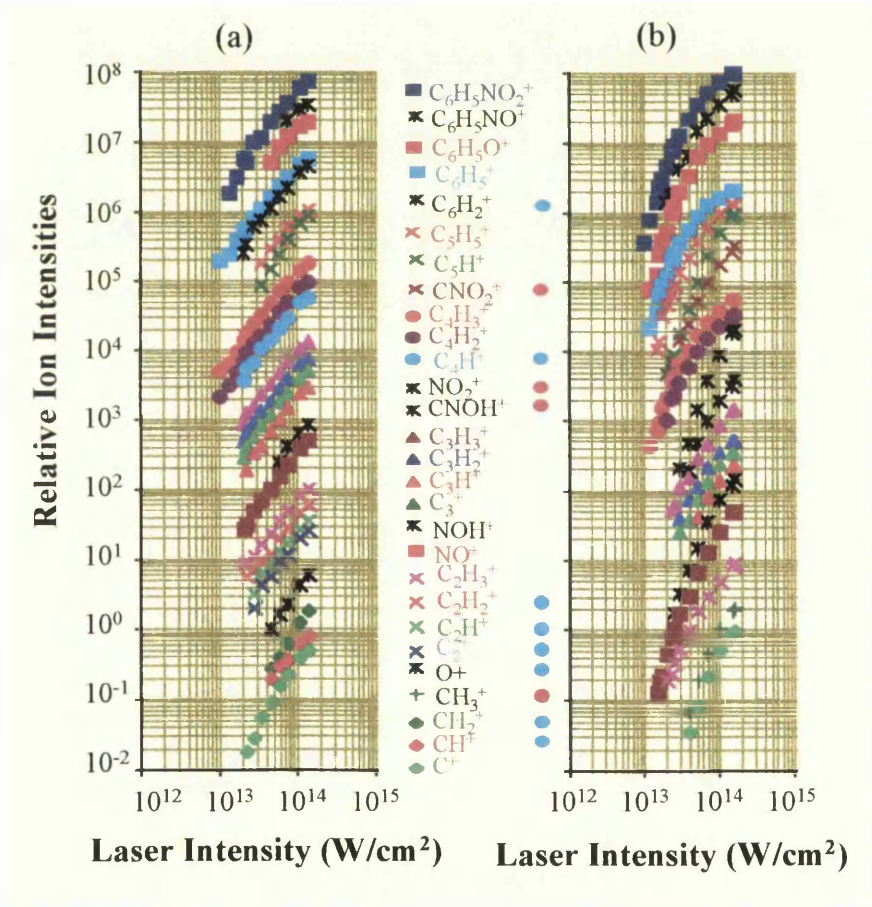 (a)
(b)
Relative Ion Intensities
10⁸
10⁷
10⁶
10⁵
10⁴
10³
10²
10¹
10⁰
10⁻¹
10⁻²
10¹²
10¹³
10¹⁴
10¹⁵
Laser Intensity (W/cm²)
C₆H₅NO₂⁺
C₆H₅NO⁺
C₆H₅O⁺
C₆H₅⁺
C₆H₂⁺
C₅H₅⁺
C₅H⁺
CNO₂⁺
C₄H₃⁺
C₄H₂⁺
C₄H⁺
NO₂⁺
CNOH⁺
C₃H₃⁺
C₃H₂⁺
C₃H⁺
C₃⁺
NOH⁺
NO⁺
C₂H₃⁺
C₂H₂⁺
C₂H⁺
C₂⁺
O+
CH₃⁺
CH₂⁺
CH⁺
C⁺
10¹²
10¹³
10¹⁴
10¹⁵
Laser Intensity (W/cm²)